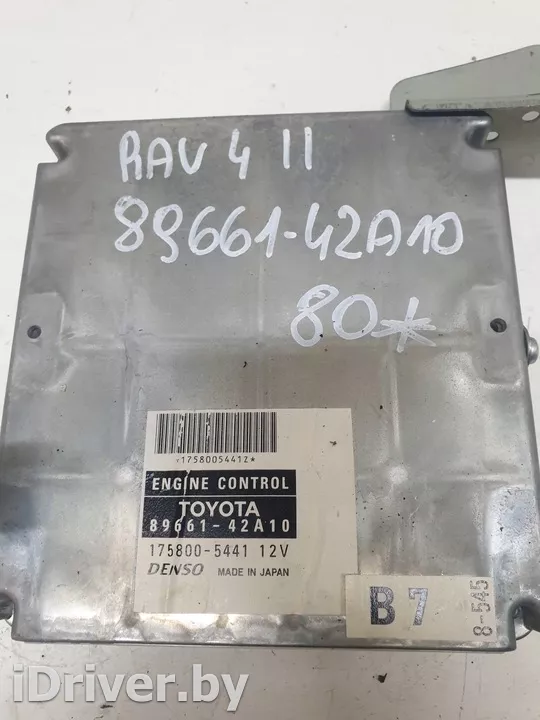 RAV 4 II
89661-42A10
80*
Y1758005441Z*
ENGINE CONTROL
TOYOTA
89661-42A10
175800-5441 12V
DENSO MADE IN JAPAN
B7
8-545
iDriver.by